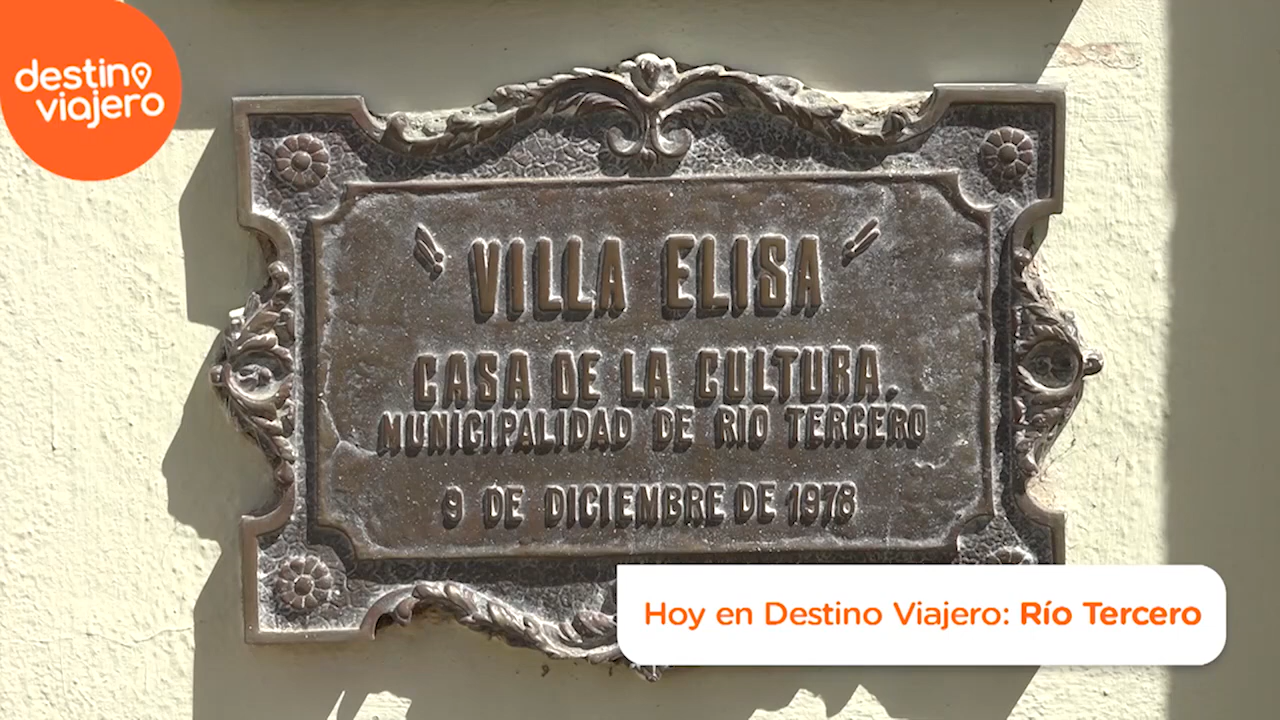 destino
viajero
"VILLA ELISA"
CASA DE LA CULTURA.
MUNICIPALIDAD DE RIO TERCERO
9 DE DICIEMBRE DE 1978
Hoy en Destino Viajero: Río Tercero